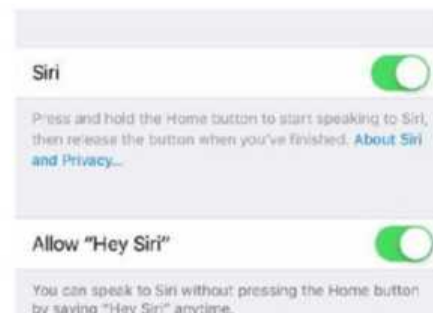 Siri
Press and hold the Home button to start speaking to Siri,
then release the button when you've finished. About Siri
and Privacy...
Allow "Hey Siri"
You can speak to Siri without pressing the Home button
by saying "Hey Siri" anytime.